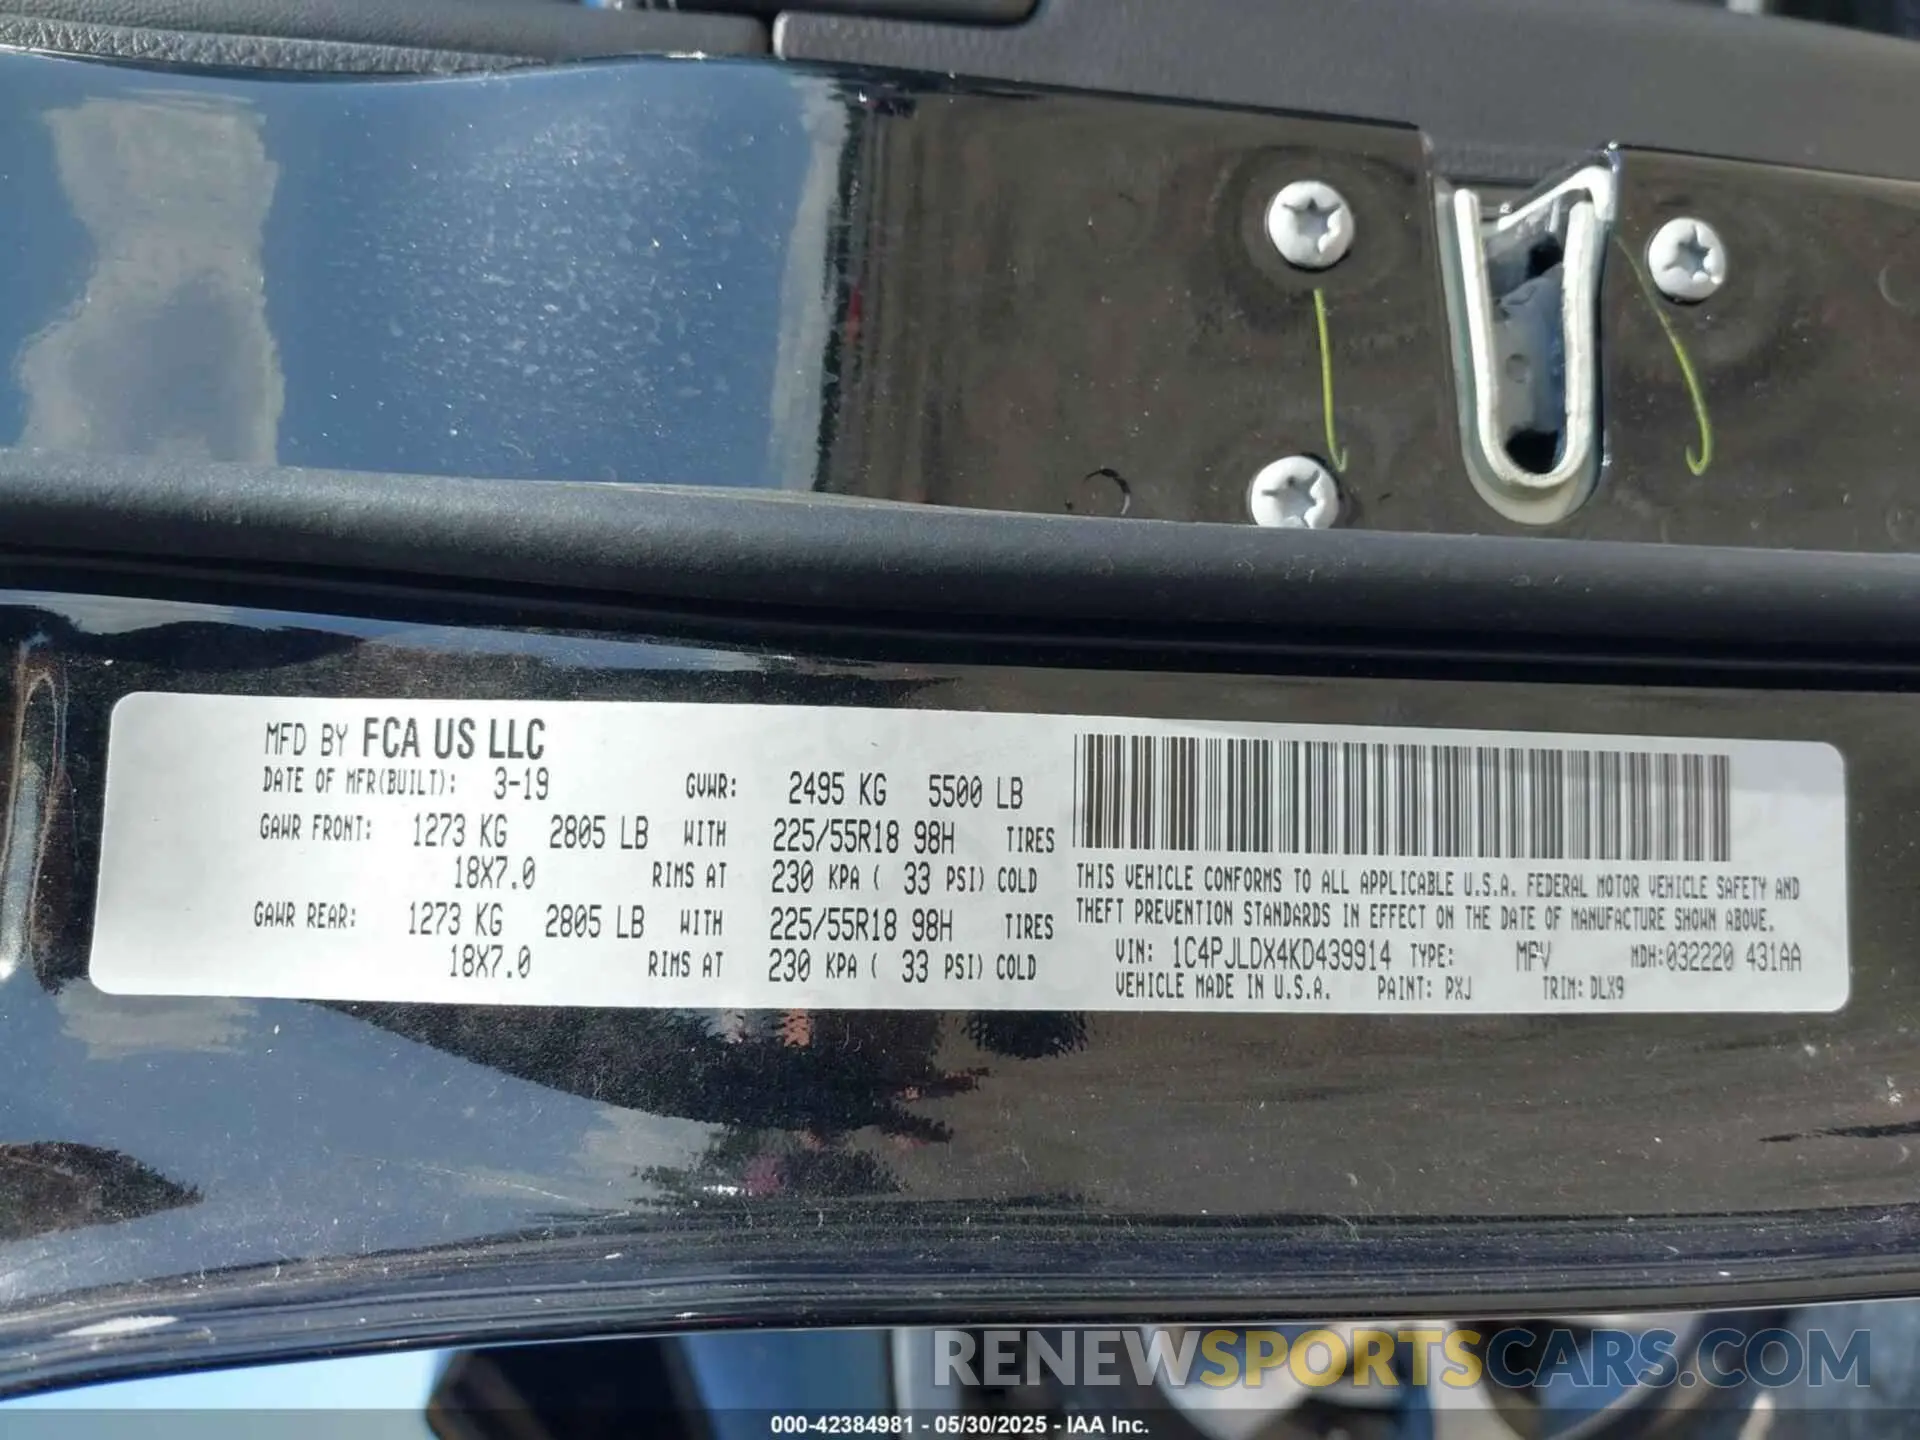 MFD BY FCA US LLC
DATE OF MFR(BUILT): 3-19 GVWR: 2495 KG 5500 LB
GAWR FRONT: 1273 KG 2805 LB WITH 225/55R18 98H TIRES
18X7.0 RIMS AT 230 KPA ( 33 PSI) COLD
GAWR REAR: 1273 KG 2805 LB WITH 225/55R18 98H TIRES
18X7.0 RIMS AT 230 KPA ( 33 PSI) COLD
THIS VEHICLE CONFORMS TO ALL APPLICABLE U.S.A. FEDERAL MOTOR VEHICLE SAFETY AND
THEFT PREVENTION STANDARDS IN EFFECT ON THE DATE OF MANUFACTURE SHOWN ABOVE.
VIN: 1C4PJLDX4KD439914 TYPE: MPV MDH:032220 431AA
VEHICLE MADE IN U.S.A. PAINT: PXJ TRIM: DLX9
RENEWSPORTSCARS.COM
000-42384981 - 05/30/2025 - IAA Inc.